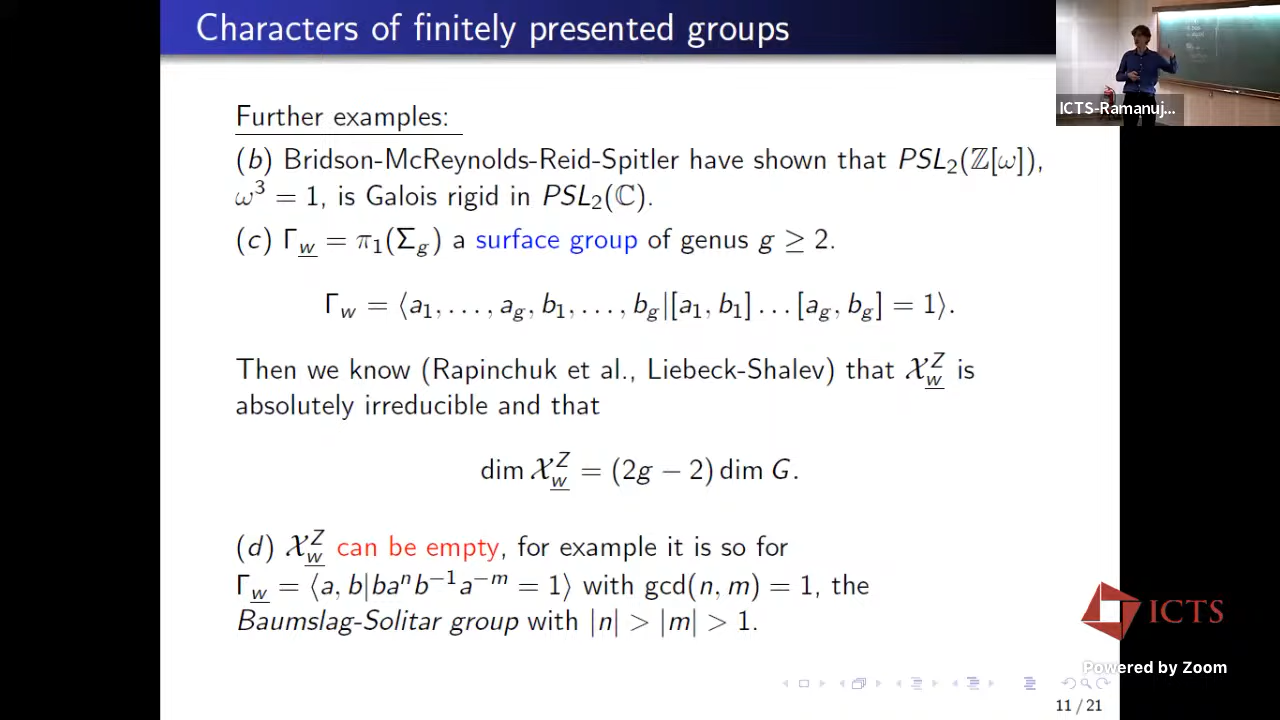 Characters of finitely presented groups
ICTS-Ramanuj...
Further examples:
(b) Bridson-McReynolds-Reid-Spitler have shown that PSL₂(ℤ[ω]),
ω³ = 1, is Galois rigid in PSL₂(ℂ).
(c) Γ_w = π₁(Σ_g) a surface group of genus g ≥ 2.
Γ_w = ⟨a₁, . . . , a_g, b₁, . . . , b_g|[a₁, b₁] . . . [a_g, b_g] = 1⟩.
Then we know (Rapinchuk et al., Liebeck-Shalev) that 𝒳_w^Z is
absolutely irreducible and that
dim 𝒳_w^Z = (2g − 2) dim G.
(d) 𝒳_w^Z can be empty, for example it is so for
Γ_w = ⟨a, b|baⁿb⁻¹a⁻ᵐ = 1⟩ with gcd(n, m) = 1, the
Baumslag-Solitar group with |n| > |m| > 1.
ICTS
Powered by Zoom
11 / 21